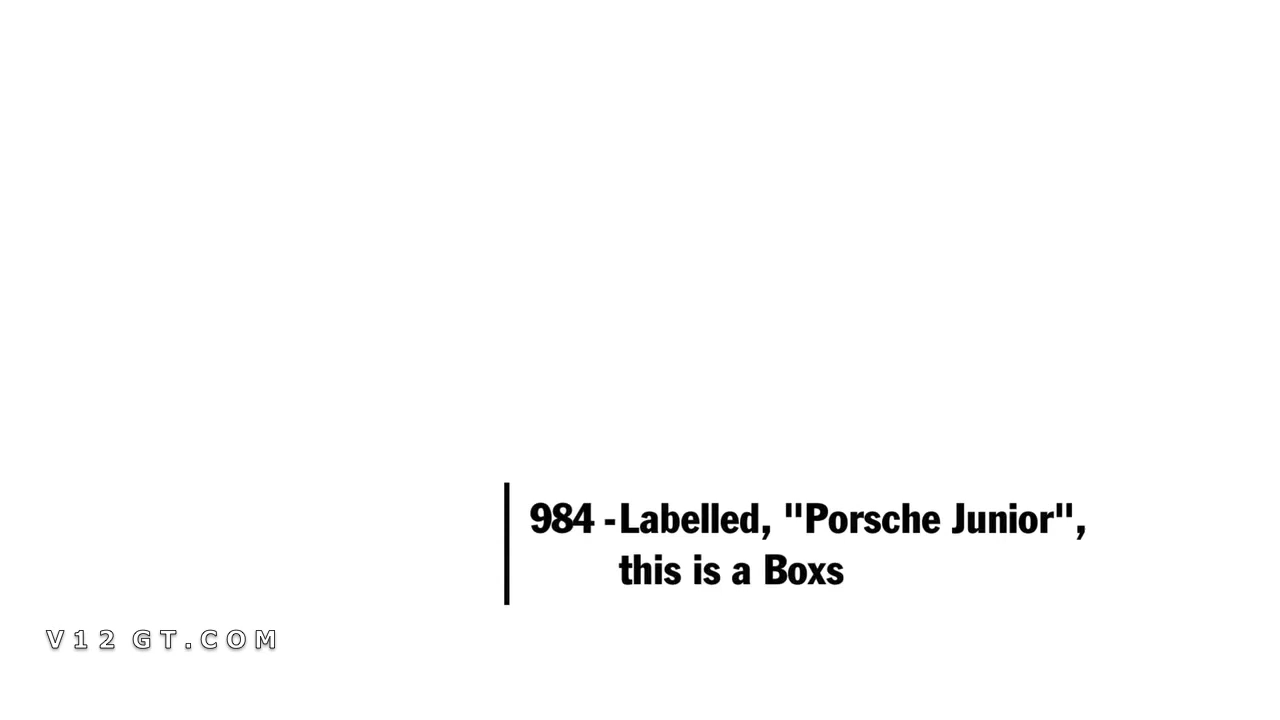 984 - Labelled, "Porsche Junior",
this is a Boxs
V12 GT.COM